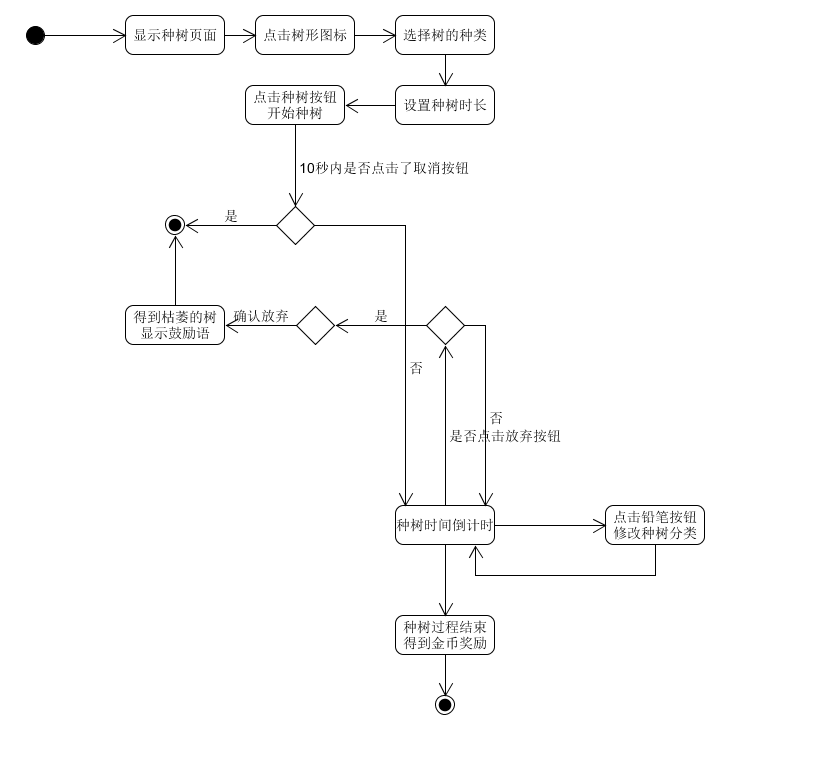 显示种树页面
点击树形图标
选择树的种类
点击种树按钮
开始种树
设置种树时长
10秒内是否点击了取消按钮
是
得到枯萎的树
显示鼓励语
确认放弃
是
否
否
是否点击放弃按钮
种树时间倒计时
点击铅笔按钮
修改种树分类
种树过程结束
得到金币奖励